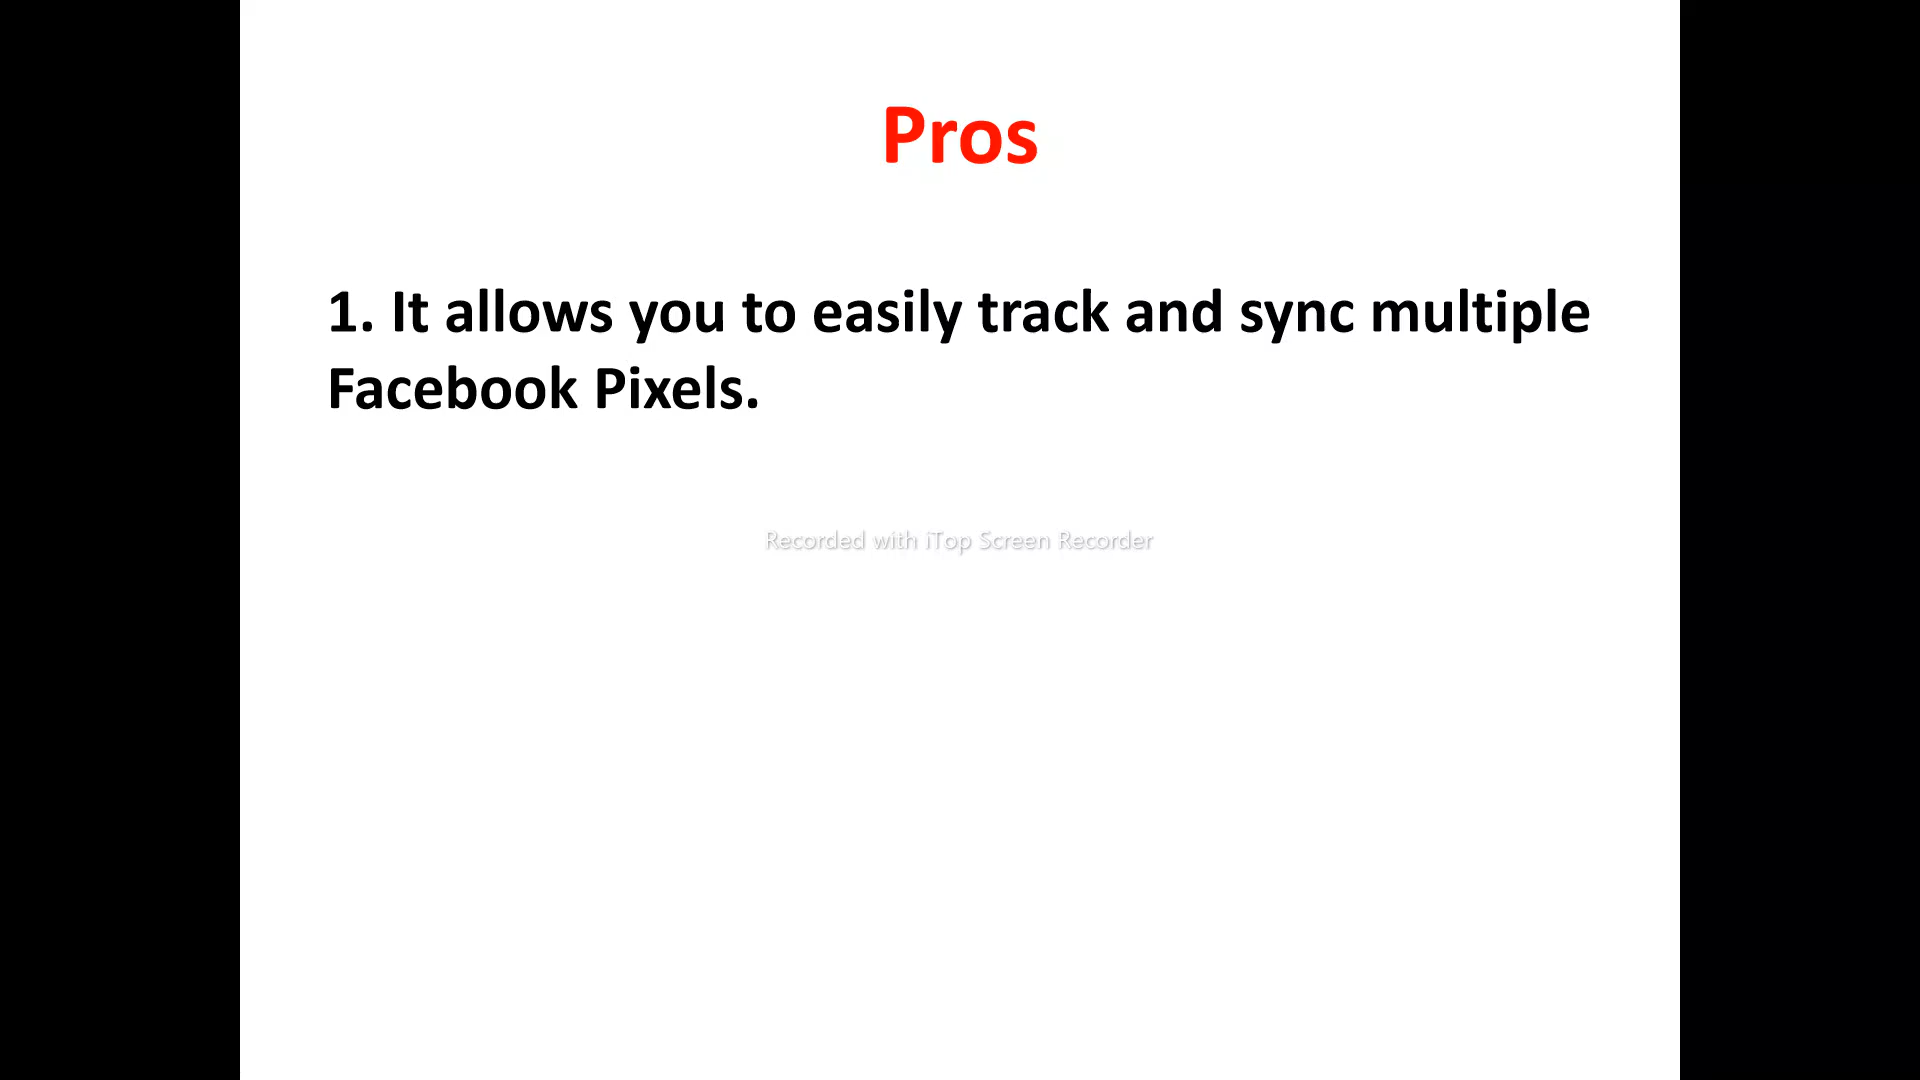 Pros
1. It allows you to easily track and sync multiple
Facebook Pixels.
Recorded with iTop Screen Recorder